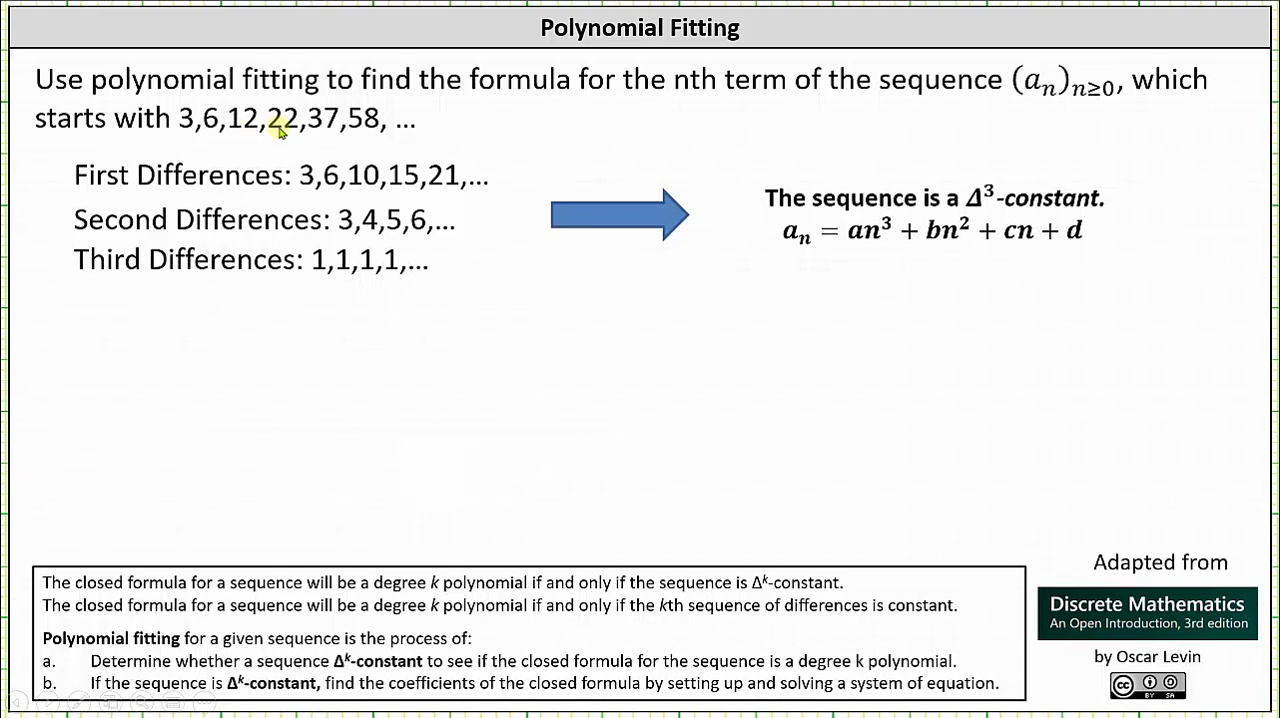 Polynomial Fitting
Use polynomial fitting to find the formula for the nth term of the sequence (aₙ)ₙ≥₀, which
starts with 3,6,12,22,37,58, ...
First Differences: 3,6,10,15,21,...
Second Differences: 3,4,5,6,...
Third Differences: 1,1,1,1,...
The sequence is a Δ³-constant.
aₙ = an³ + bn² + cn + d
The closed formula for a sequence will be a degree k polynomial if and only if the sequence is Δᵏ-constant.
The closed formula for a sequence will be a degree k polynomial if and only if the kth sequence of differences is constant.
Polynomial fitting for a given sequence is the process of:
a. Determine whether a sequence Δᵏ-constant to see if the closed formula for the sequence is a degree k polynomial.
b. If the sequence is Δᵏ-constant, find the coefficients of the closed formula by setting up and solving a system of equation.
Adapted from
Discrete Mathematics
An Open Introduction, 3rd edition
by Oscar Levin
cc
BY SA